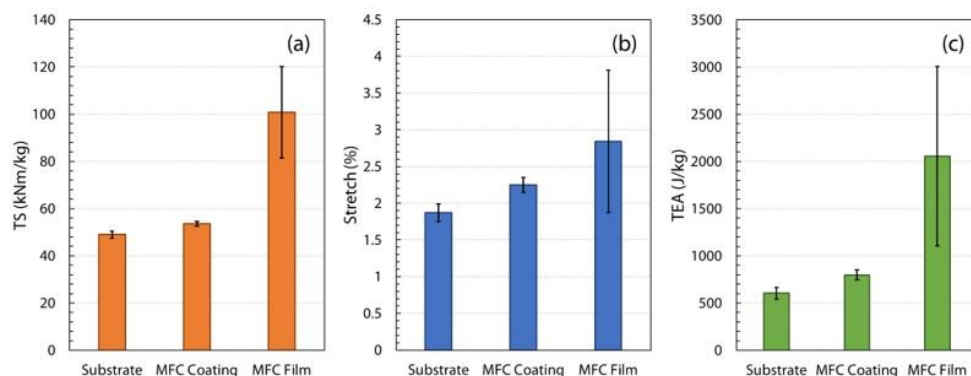 (a)
TS (kNm/kg)
140
120
100
80
60
40
20
0
Substrate MFC Coating MFC Film
(b)
Stretch (%)
4.5
4
3.5
3
2.5
2
1.5
1
0.5
0
Substrate MFC Coating MFC Film
(c)
TEA (J/kg)
3500
3000
2500
2000
1500
1000
500
0
Substrate MFC Coating MFC Film